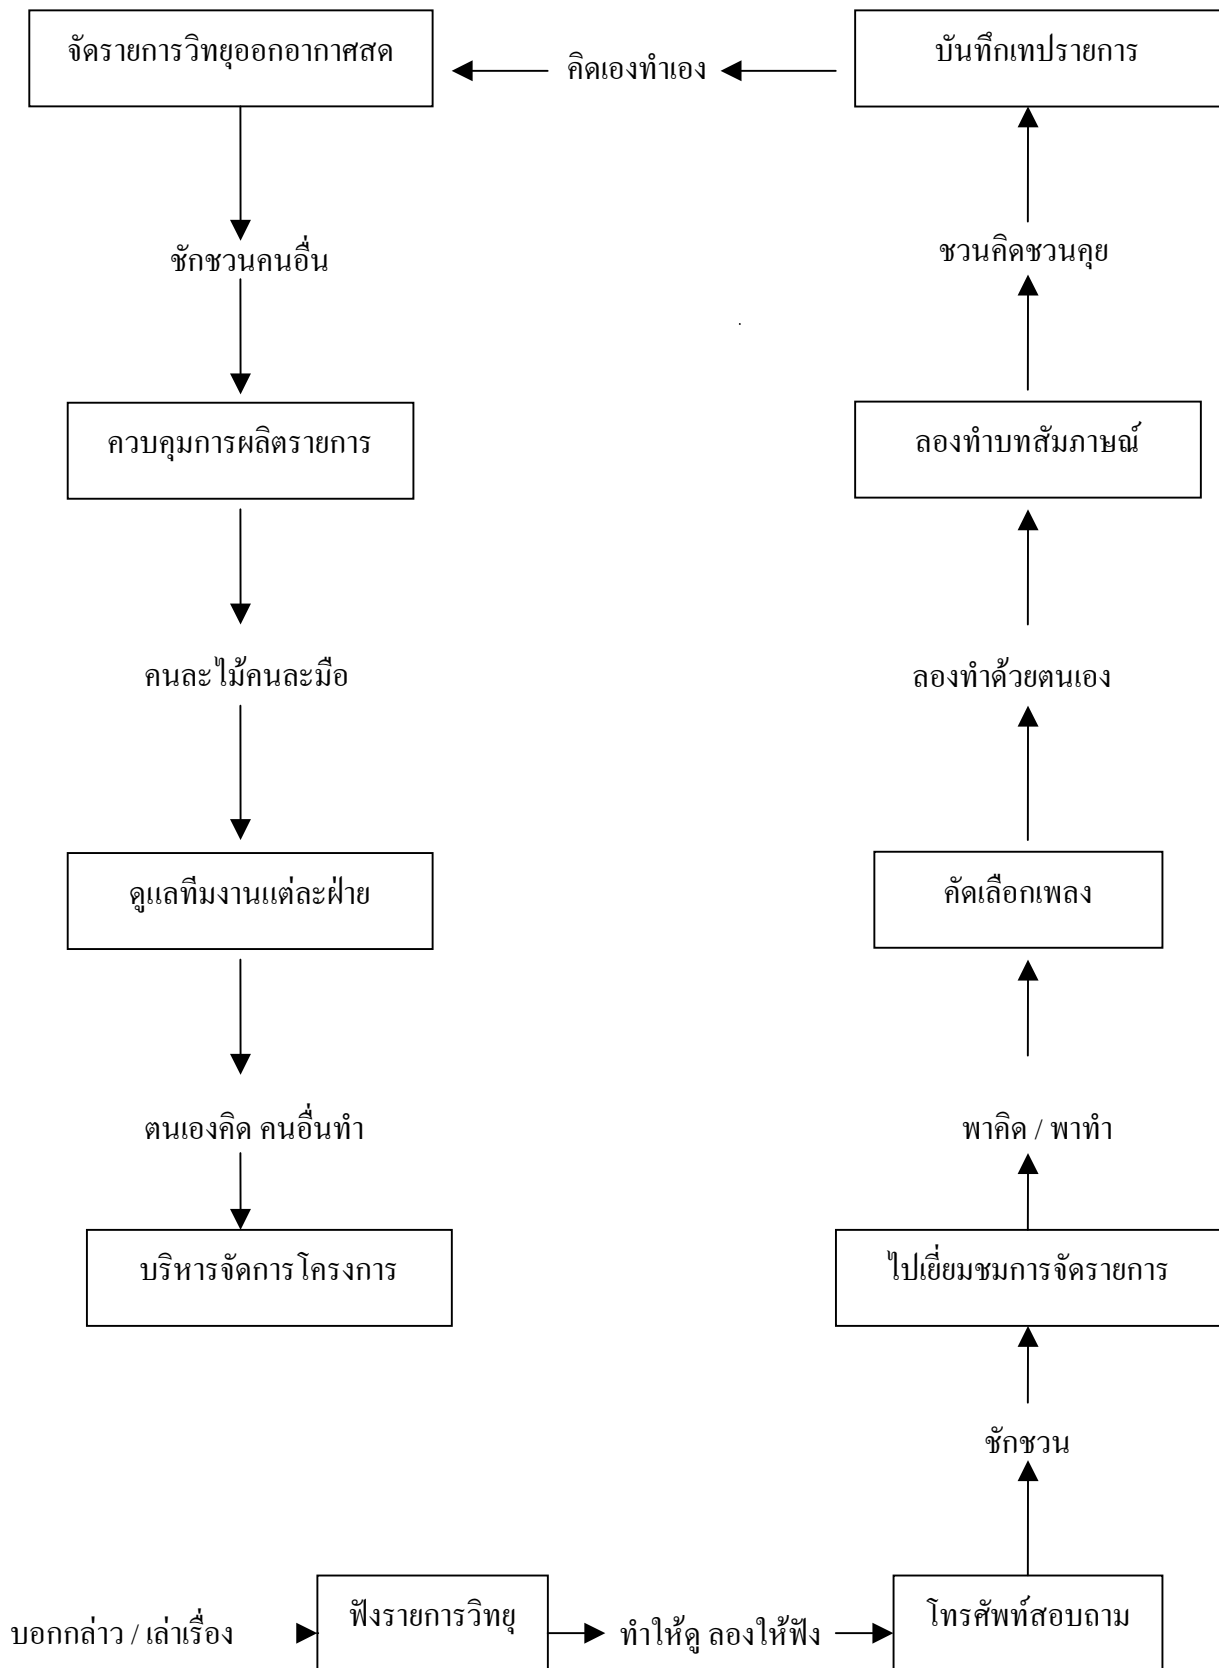 จัดรายการวิทยุออกอากาศสด
คิดเองทำเอง
บันทึกเทปรายการ
ชักชวนคนอื่น
ชวนคิดชวนคุย
ควบคุมการผลิตรายการ
ลองทำบทสัมภาษณ์
คนละไม้คนละมือ
ลองทำด้วยตนเอง
ดูแลทีมงานแต่ละฝ่าย
คัดเลือกเพลง
ตนเองคิด คนอื่นทำ
พาคิด / พาทำ
บริหารจัดการโครงการ
ไปเยี่ยมชมการจัดรายการ
ชักชวน
บอกกล่าว / เล่าเรื่อง
ฟังรายการวิทยุ
ทำให้ดู ลองให้ฟัง
โทรศัพท์สอบถาม